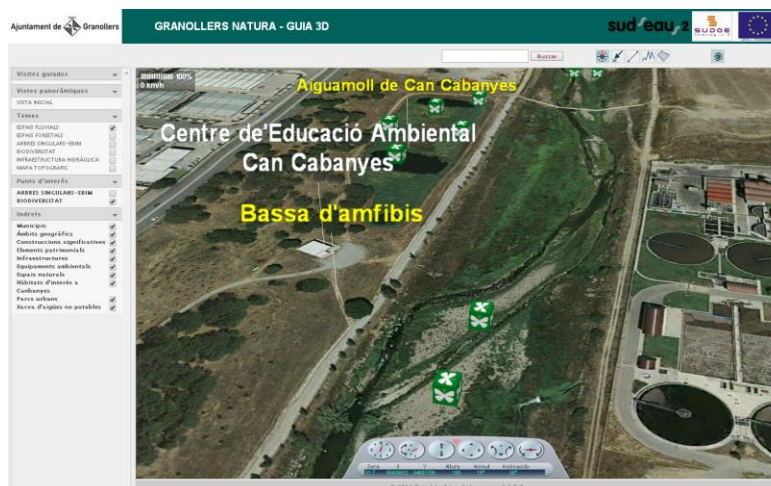 Ajuntament de Granollers
GRANOLLERS NATURA - GUIA 3D
sud'eau 2
SUDOE
Buscar
Visites guiades
Vistes panoràmiques
VISTA INICIAL
Temes
ESPAIS FLUVIALS
ESPAIS FORESTALS
ARBRES SINGULARS-EBIM
BIODIVERSITAT
INFRAESTRUCTURA HIDRÀULICA
MAPA TOPOGRÀFIC
Punts d'interés
ARBRES SINGULARS-EBIM
BIODIVERSITAT
Indrets
Municipis
Àmbits geogràfics
Construccions significatives
Elements patrimonials
Infraestructures
Equipaments ambientals
Espais naturals
Hàbitats d'interès a
Canbanyes
Parcs urbans
Xarxa d'aigües no potables
100%
0 km/h
Aiguamoll de Can Cabanyes
Centre de'Educació Ambiental
Can Cabanyes
Bassa d'amfibis
Zona X Y Altura Azimut Inclinación